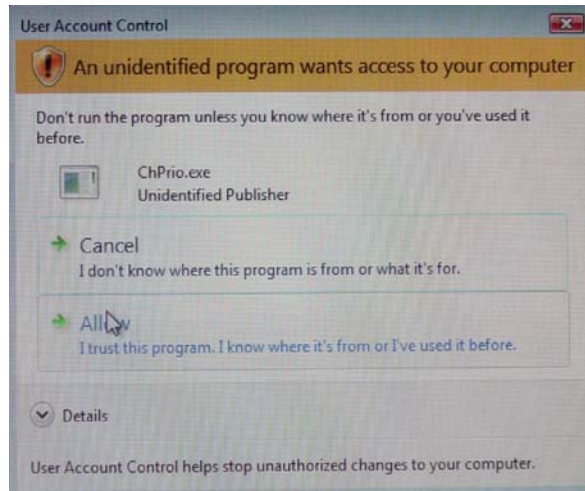 User Account Control
An unidentified program wants access to your computer
Don't run the program unless you know where it's from or you've used it
before.
ChPrio.exe
Unidentified Publisher
Cancel
I don't know where this program is from or what it's for.
Allow
I trust this program. I know where it's from or I've used it before.
Details
User Account Control helps stop unauthorized changes to your computer.